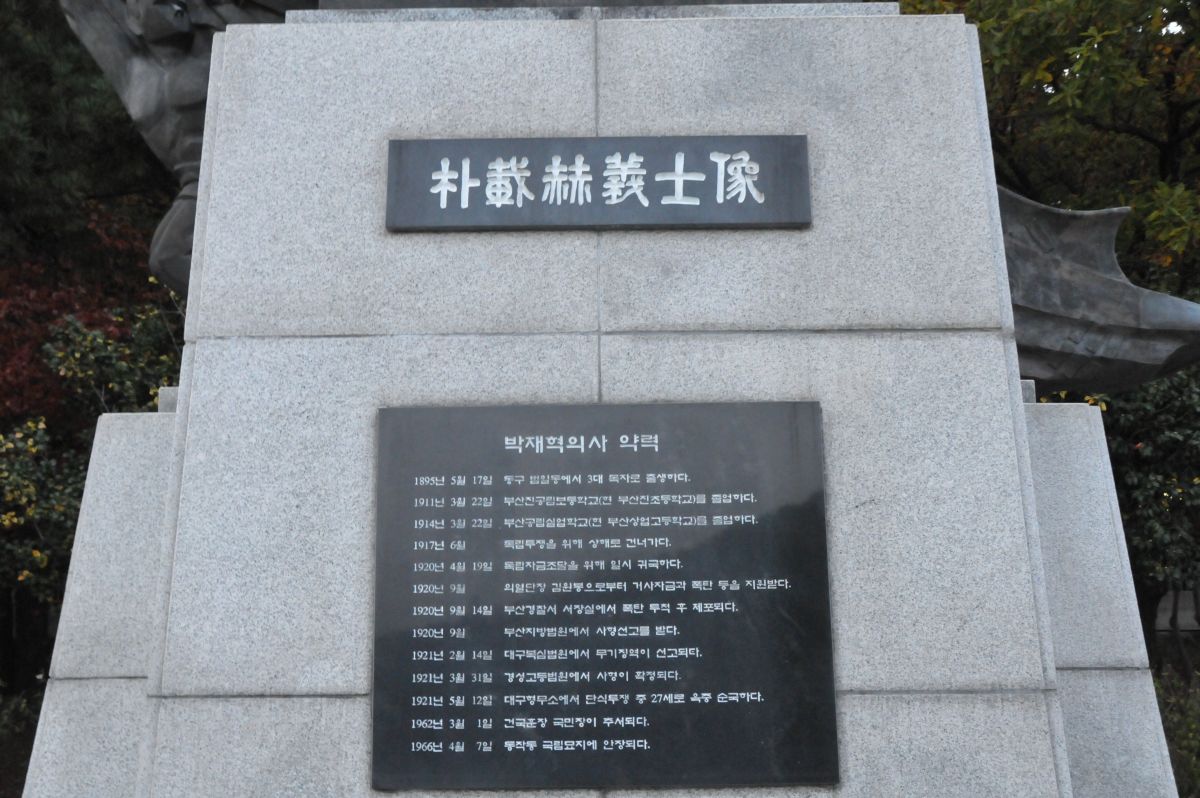 朴載赫義士像
박재혁의사 약력
1895년 5월 17일 동구 범일동에서 3대 독자로 출생하다.
1911년 3월 22일 부산진공립보통학교(현 부산진초등학교)를 졸업하다.
1914년 3월 22일 부산공립실업학교(현 부산상업고등학교)를 졸업하다.
1917년 6월 독립투쟁을 위해 상해로 건너가다.
1920년 4월 19일 독립자금조달을 위해 일시 귀국하다.
1920년 9월 의열단장 김원봉으로부터 거사자금과 폭탄 등을 지원받다.
1920년 9월 14일 부산경찰서 서장실에서 폭탄 투척 후 체포되다.
1920년 9월 부산지방법원에서 사형선고를 받다.
1921년 2월 14일 대구복심법원에서 무기징역이 선고되다.
1921년 3월 31일 경성고등법원에서 사형이 확정되다.
1921년 5월 12일 대구형무소에서 단식투쟁 중 27세로 옥중 순국하다.
1962년 3월 1일 건국훈장 국민장이 추서되다.
1966년 4월 7일 동작동 국립묘지에 안장되다.